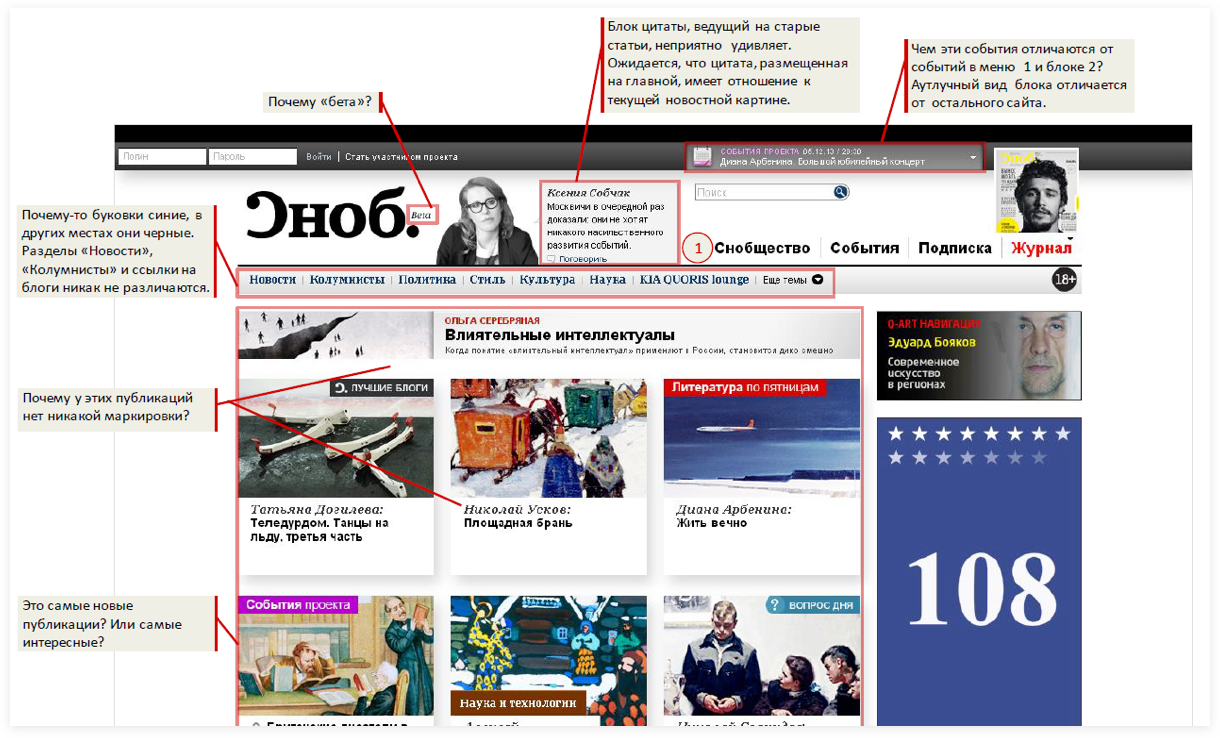 Блок цитаты, ведущий на старые
статьи, неприятно удивляет.
Ожидается, что цитата, размещенная
на главной, имеет отношение к
текущей новостной картине.
Чем эти события отличаются от
событий в меню 1 и блоке 2?
Аутлучный вид блока отличается
от остального сайта.
Почему «бета»?
Логин
Пароль
Войти | Стать участником проекта
СОБЫТИЯ ПРОЕКТА 06.12.13 / 20:30
Диана Арбенина. Большой юбилейный концерт
Сноб.
Бета
Ксения Собчак
Москвичи в очередной раз
доказали: они не хотят
никакого насильственного
развития событий.
Поговорить
Поиск
Сноб
1
Сообщество
События
Подписка
Журнал
Почему-то буковки синие, в
других местах они черные.
Разделы «Новости»,
«Колумнисты» и ссылки на
блоги никак не различаются.
Новости | Колумнисты | Политика | Стиль | Культура | Наука | KIA QUORIS lounge | Еще темы
18+
ОЛЬГА СЕРЕБРЯНАЯ
Влиятельные интеллектуалы
Когда понятие «влиятельный интеллектуал» применяют в России, становится дико смешно
Q-ART НАВИГАЦИЯ
Эдуард Бояков
Современное
искусство
в регионах
Почему у этих публикаций
нет никакой маркировки?
ЛУЧШИЕ БЛОГИ
Литература по пятницам
Татьяна Догилева:
Теледурдом. Танцы на
льду, третья часть
Николай Усков:
Площадная брань
Диана Арбенина:
Жить вечно
108
Это самые новые
публикации? Или самые
интересные?
События проекта
? ВОПРОС ДНЯ
Наука и технологии